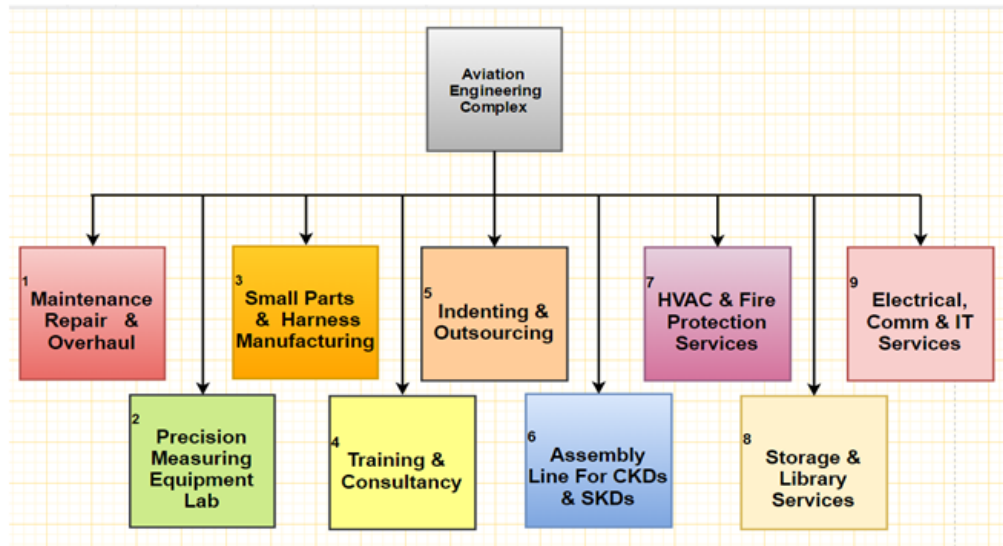 Aviation
Engineering
Complex
1
Maintenance
Repair &
Overhaul
2
Precision
Measuring
Equipment
Lab
3
Small Parts
& Harness
Manufacturing
4
Training &
Consultancy
5
Indenting &
Outsourcing
6
Assembly
Line For CKDs
& SKDs
7
HVAC & Fire
Protection
Services
8
Storage &
Library
Services
9
Electrical,
Comm & IT
Services